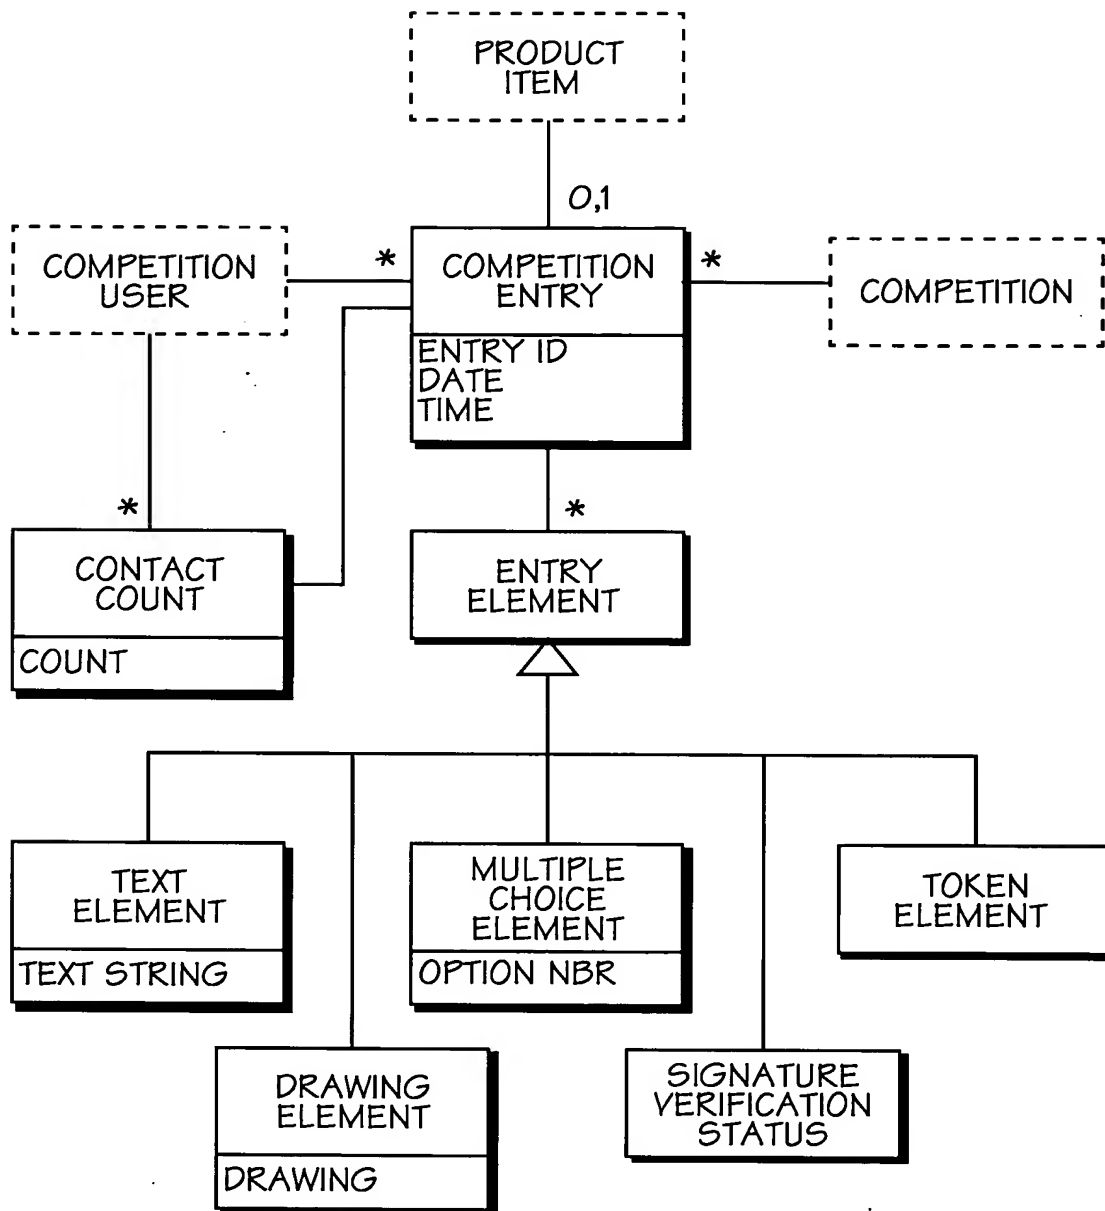 PRODUCT
ITEM
0,1
COMPETITION
USER
*
COMPETITION
ENTRY
*
COMPETITION
ENTRY ID
DATE
TIME
*
CONTACT
COUNT
COUNT
*
ENTRY
ELEMENT
TEXT
ELEMENT
TEXT STRING
MULTIPLE
CHOICE
ELEMENT
OPTION NBR
TOKEN
ELEMENT
DRAWING
ELEMENT
DRAWING
SIGNATURE
VERIFICATION
STATUS